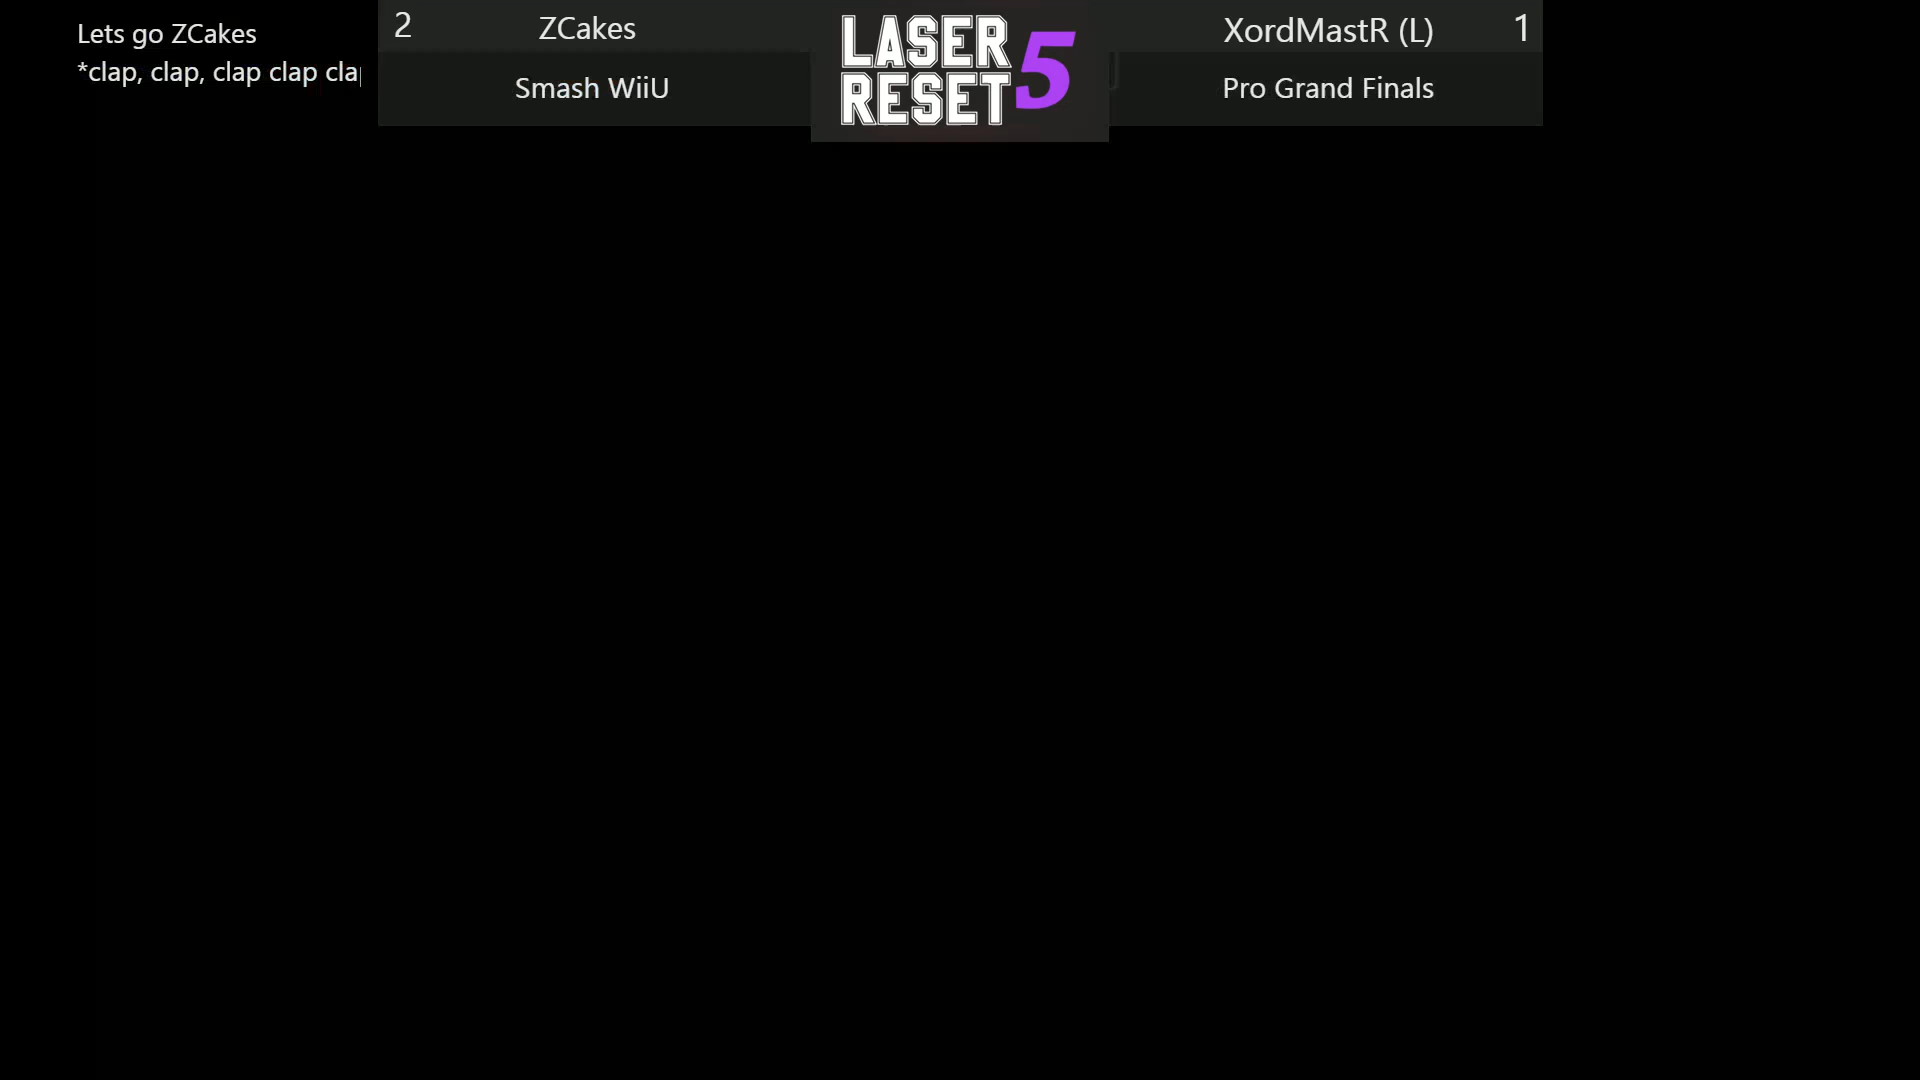 Lets go ZCakes
*clap, clap, clap clap cla
2 ZCakes
Smash WiiU
LASER
RESET 5
XordMastR (L) 1
Pro Grand Finals